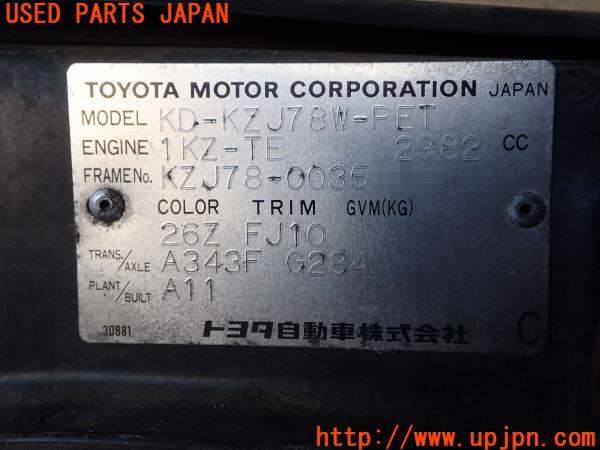 USED PARTS JAPAN
TOYOTA MOTOR CORPORATION JAPAN
MODEL KD-KZJ78W-PET
ENGINE 1KZ-TE 2982 CC
FRAME No. KZJ78-0035
COLOR TRIM GVM(KG)
26Z FJ10
TRANS./AXLE A343F G284
PLANT/BUILT A11
30881 トヨタ自動車株式会社 C
http://www.upjpn.com/